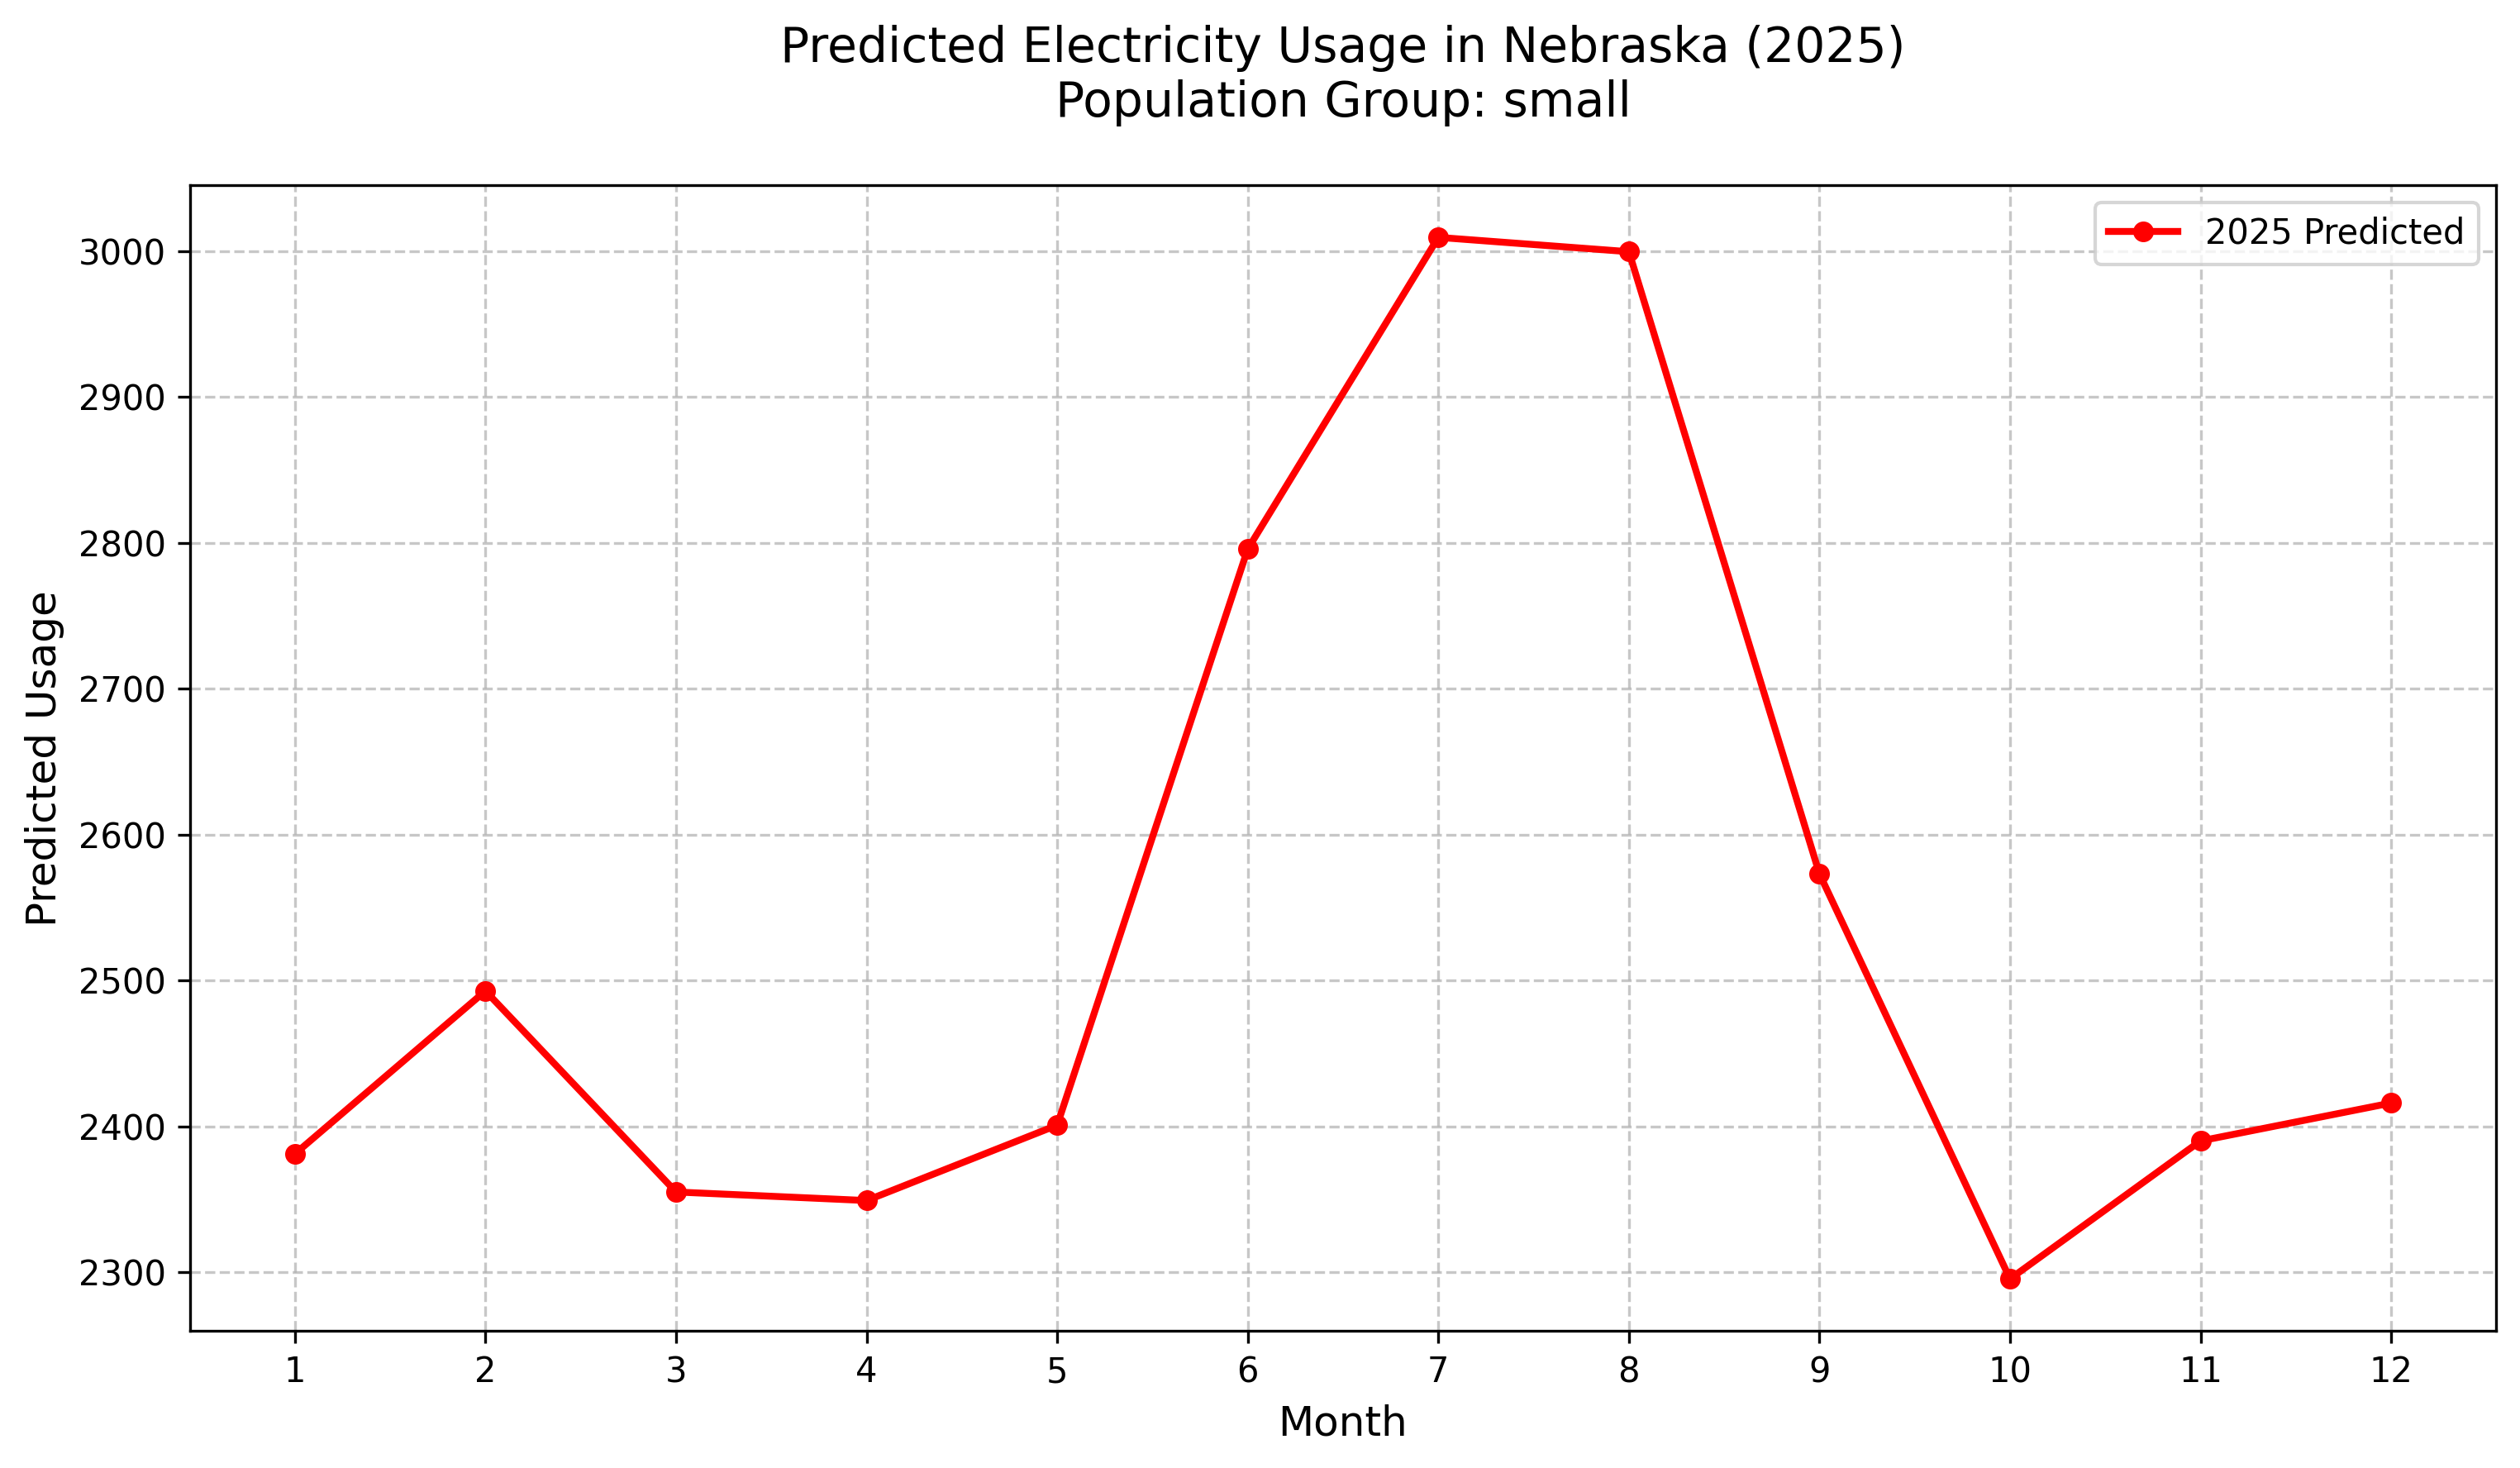 Predicted Electricity Usage in Nebraska (2025)
Population Group: small
2025 Predicted
3000
2900
2800
2700
2600
2500
2400
2300
Predicted Usage
1 2 3 4 5 6 7 8 9 10 11 12
Month